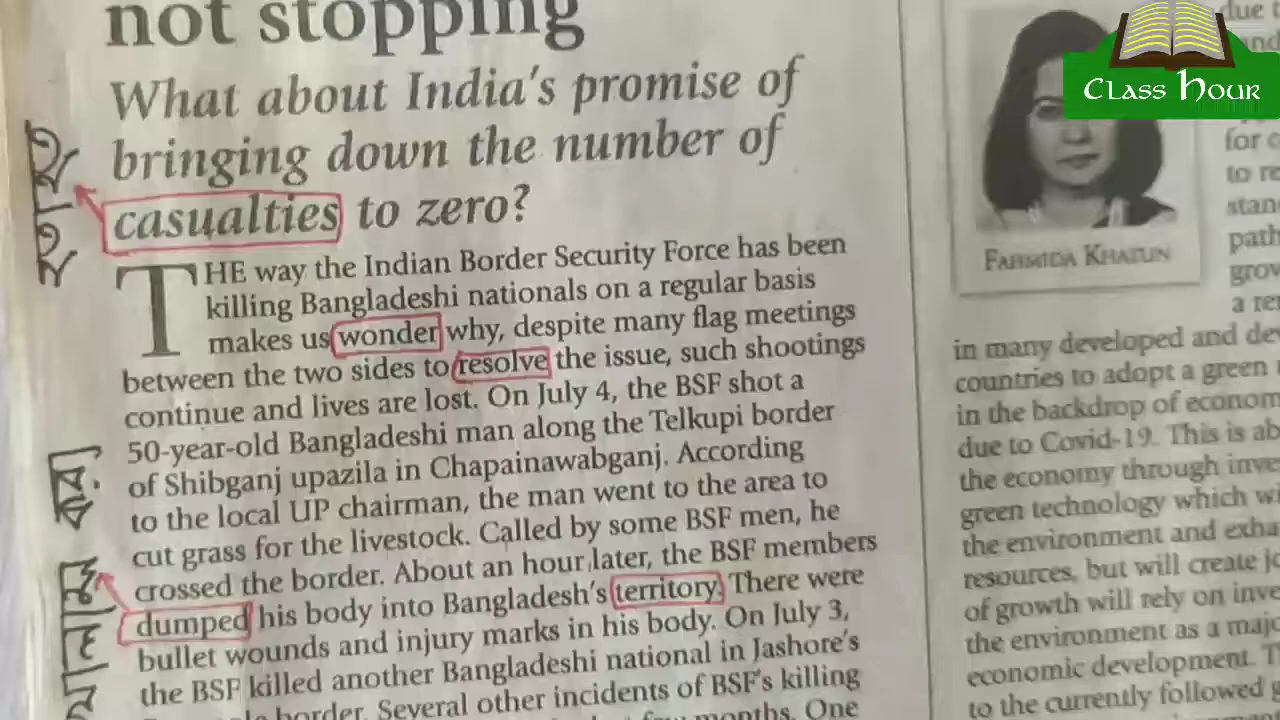 not stopping
What about India's promise of
bringing down the number of
casualties to zero?
THE way the Indian Border Security Force has been
killing Bangladeshi nationals on a regular basis
makes us wonder why, despite many flag meetings
between the two sides to resolve the issue, such shootings
continue and lives are lost. On July 4, the BSF shot a
50-year-old Bangladeshi man along the Telkupi border
of Shibganj upazila in Chapainawabganj. According
to the local UP chairman, the man went to the area to
cut grass for the livestock. Called by some BSF men, he
crossed the border. About an hour later, the BSF members
dumped his body into Bangladesh's territory. There were
bullet wounds and injury marks in his body. On July 3,
the BSF killed another Bangladeshi national in Jashore's
border. Several other incidents of BSF's killing
few months. One
Class Hour
due
FAHMIDA KHATUN
for
to
path
a
in many developed and
countries to adopt a green
in the backdrop of
due to Covid-19. This is
the economy through
green technology which
the environment and
resources, but will create
of growth will rely on
the environment as a
economic development.
to the currently followed